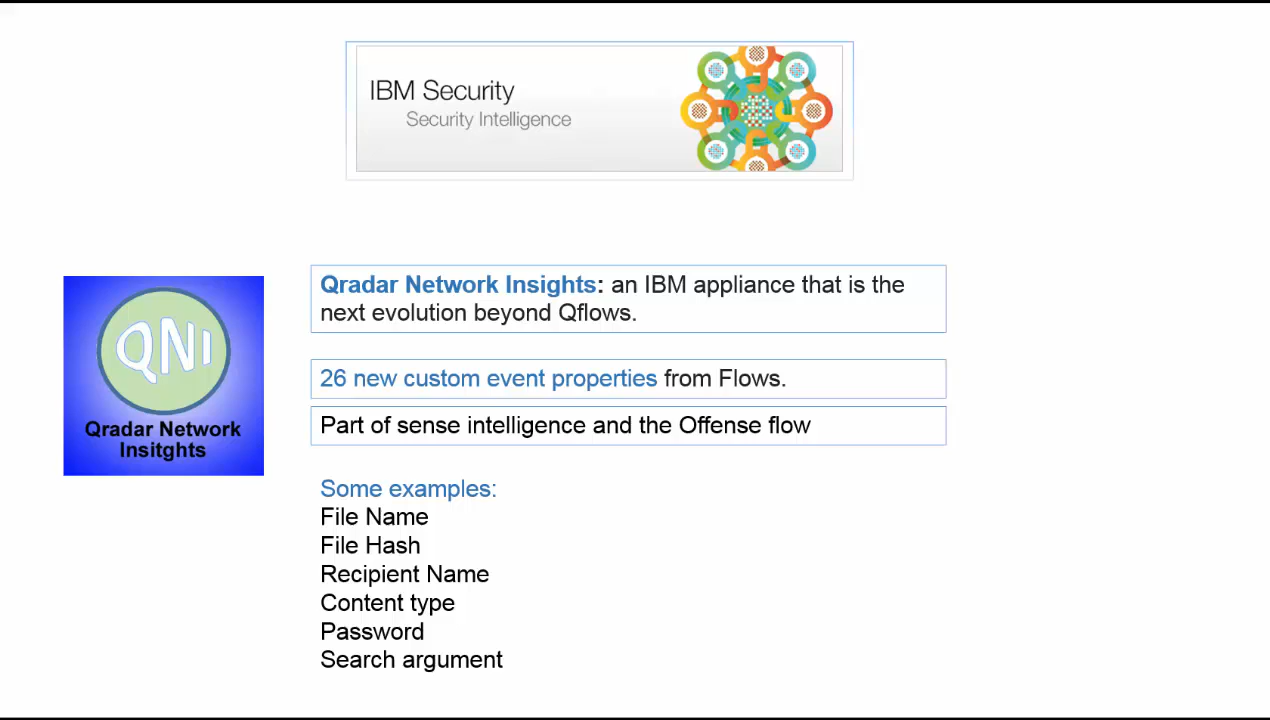 IBM Security
Security Intelligence
QNI
Qradar Network
Insitghts
Qradar Network Insights: an IBM appliance that is the
next evolution beyond Qflows.
26 new custom event properties from Flows.
Part of sense intelligence and the Offense flow
Some examples:
File Name
File Hash
Recipient Name
Content type
Password
Search argument